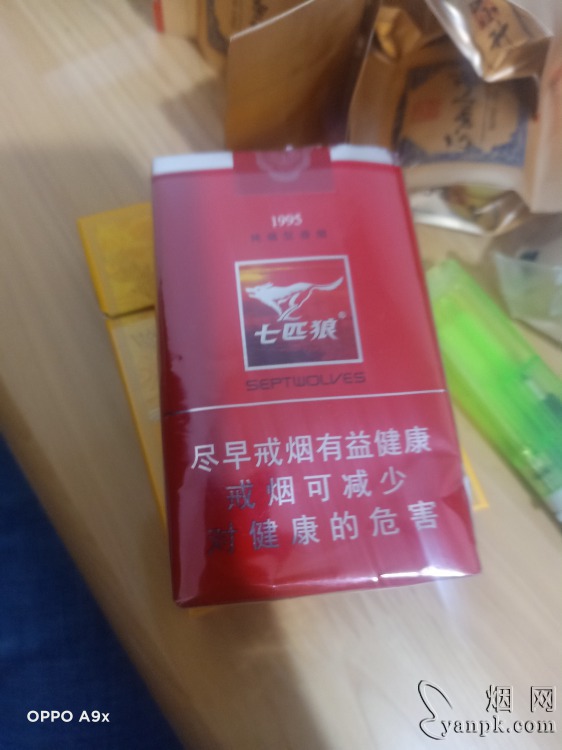 1995
七匹狼®
SEPTWOLVES
尽早戒烟有益健康
戒烟可减少
对健康的危害
OPPO A9x
烟网
yanpk.com